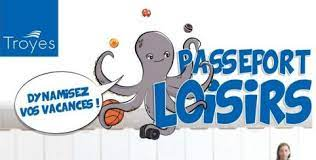 Troyes
PASSEPORT
LOISIRS
DYNAMISEZ
VOS VACANCES !